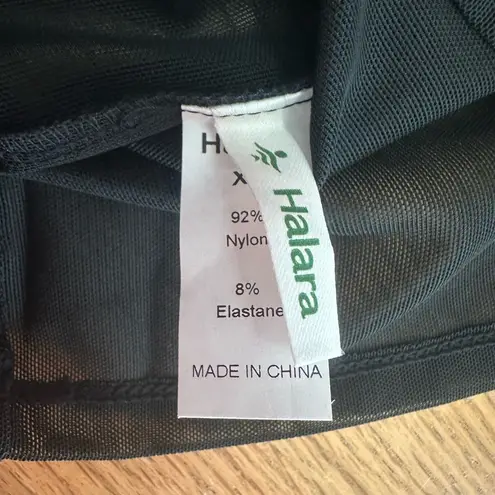 92%
Nylon
8%
Elastane
MADE IN CHINA
Halara